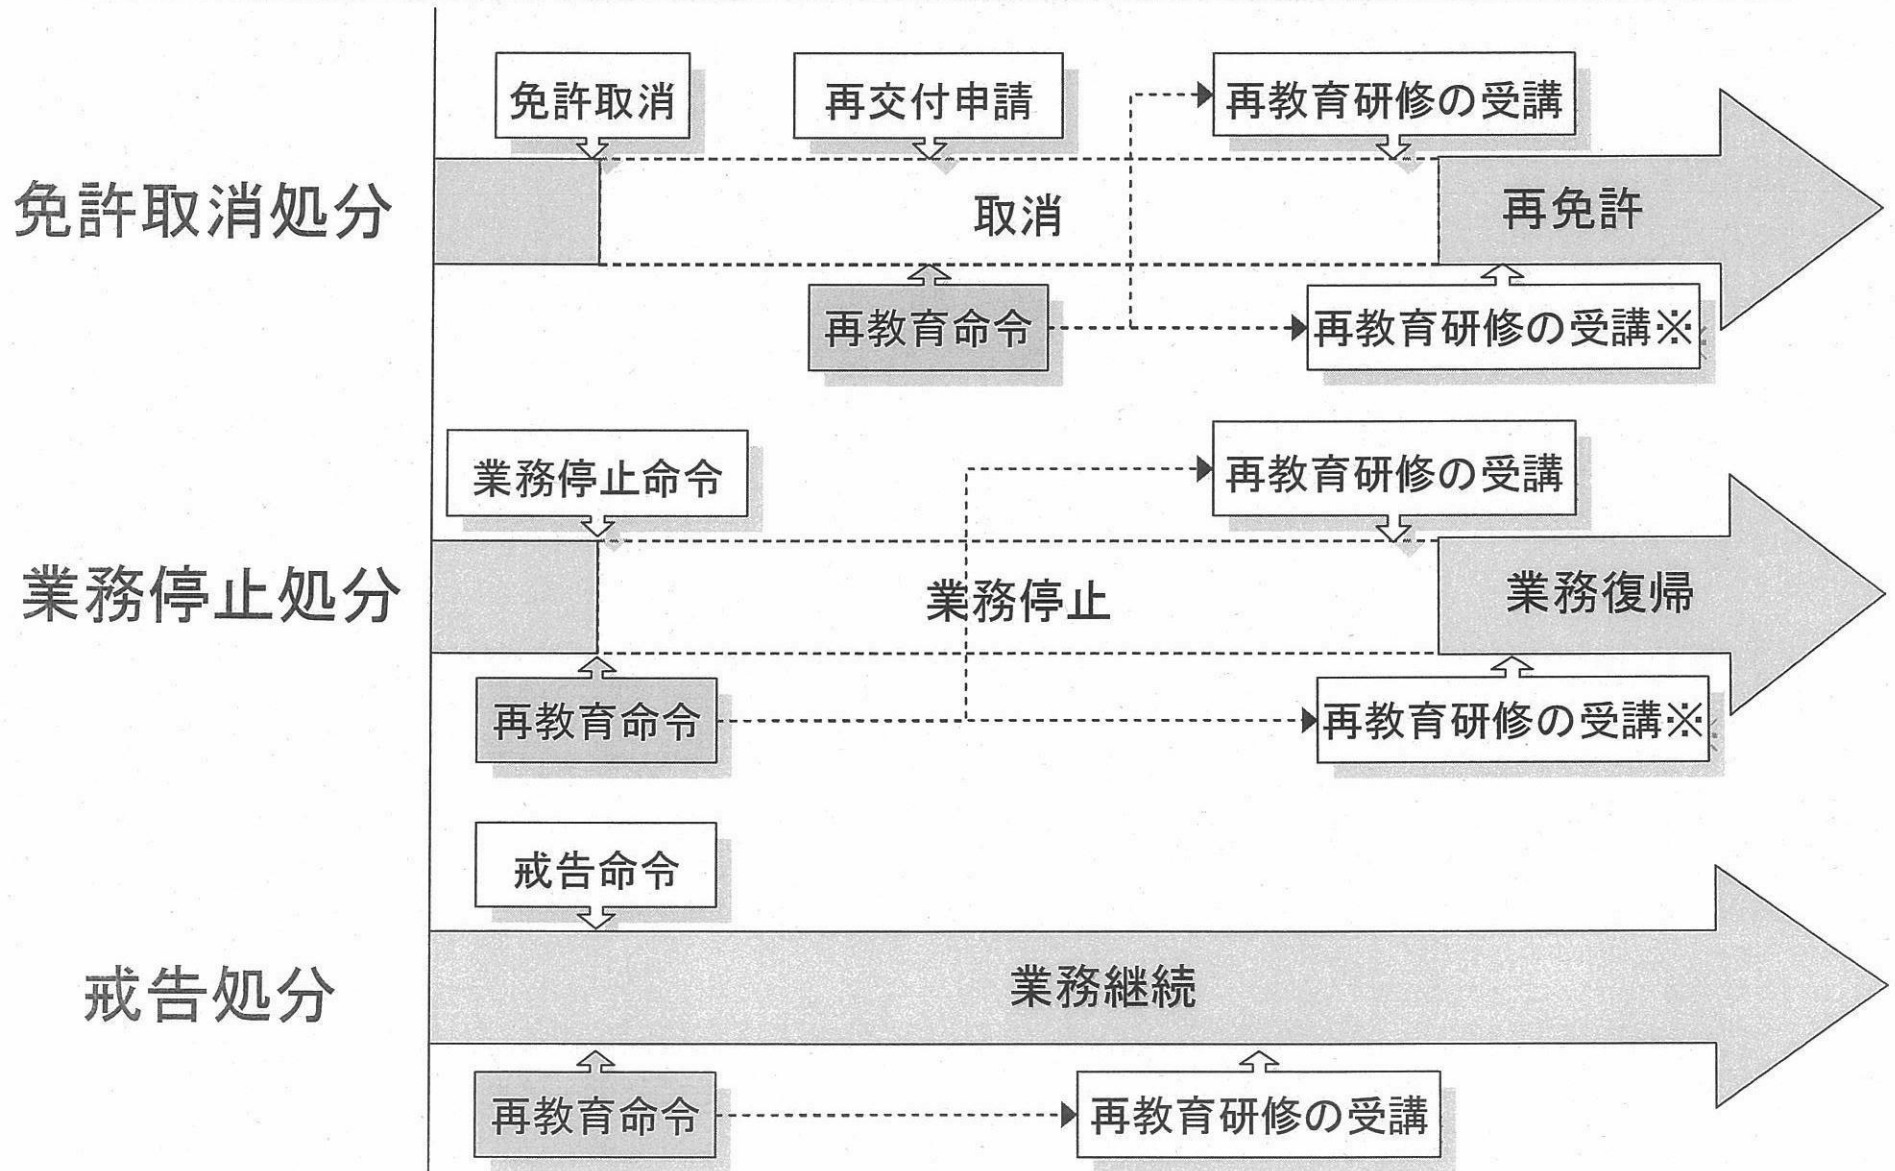 免許取消
再交付申請
再教育研修の受講
免許取消処分
取消
再免許
再教育命令
再教育研修の受講※
業務停止命令
再教育研修の受講
業務停止処分
業務停止
業務復帰
再教育命令
再教育研修の受講※
戒告命令
戒告処分
業務継続
再教育命令
再教育研修の受講